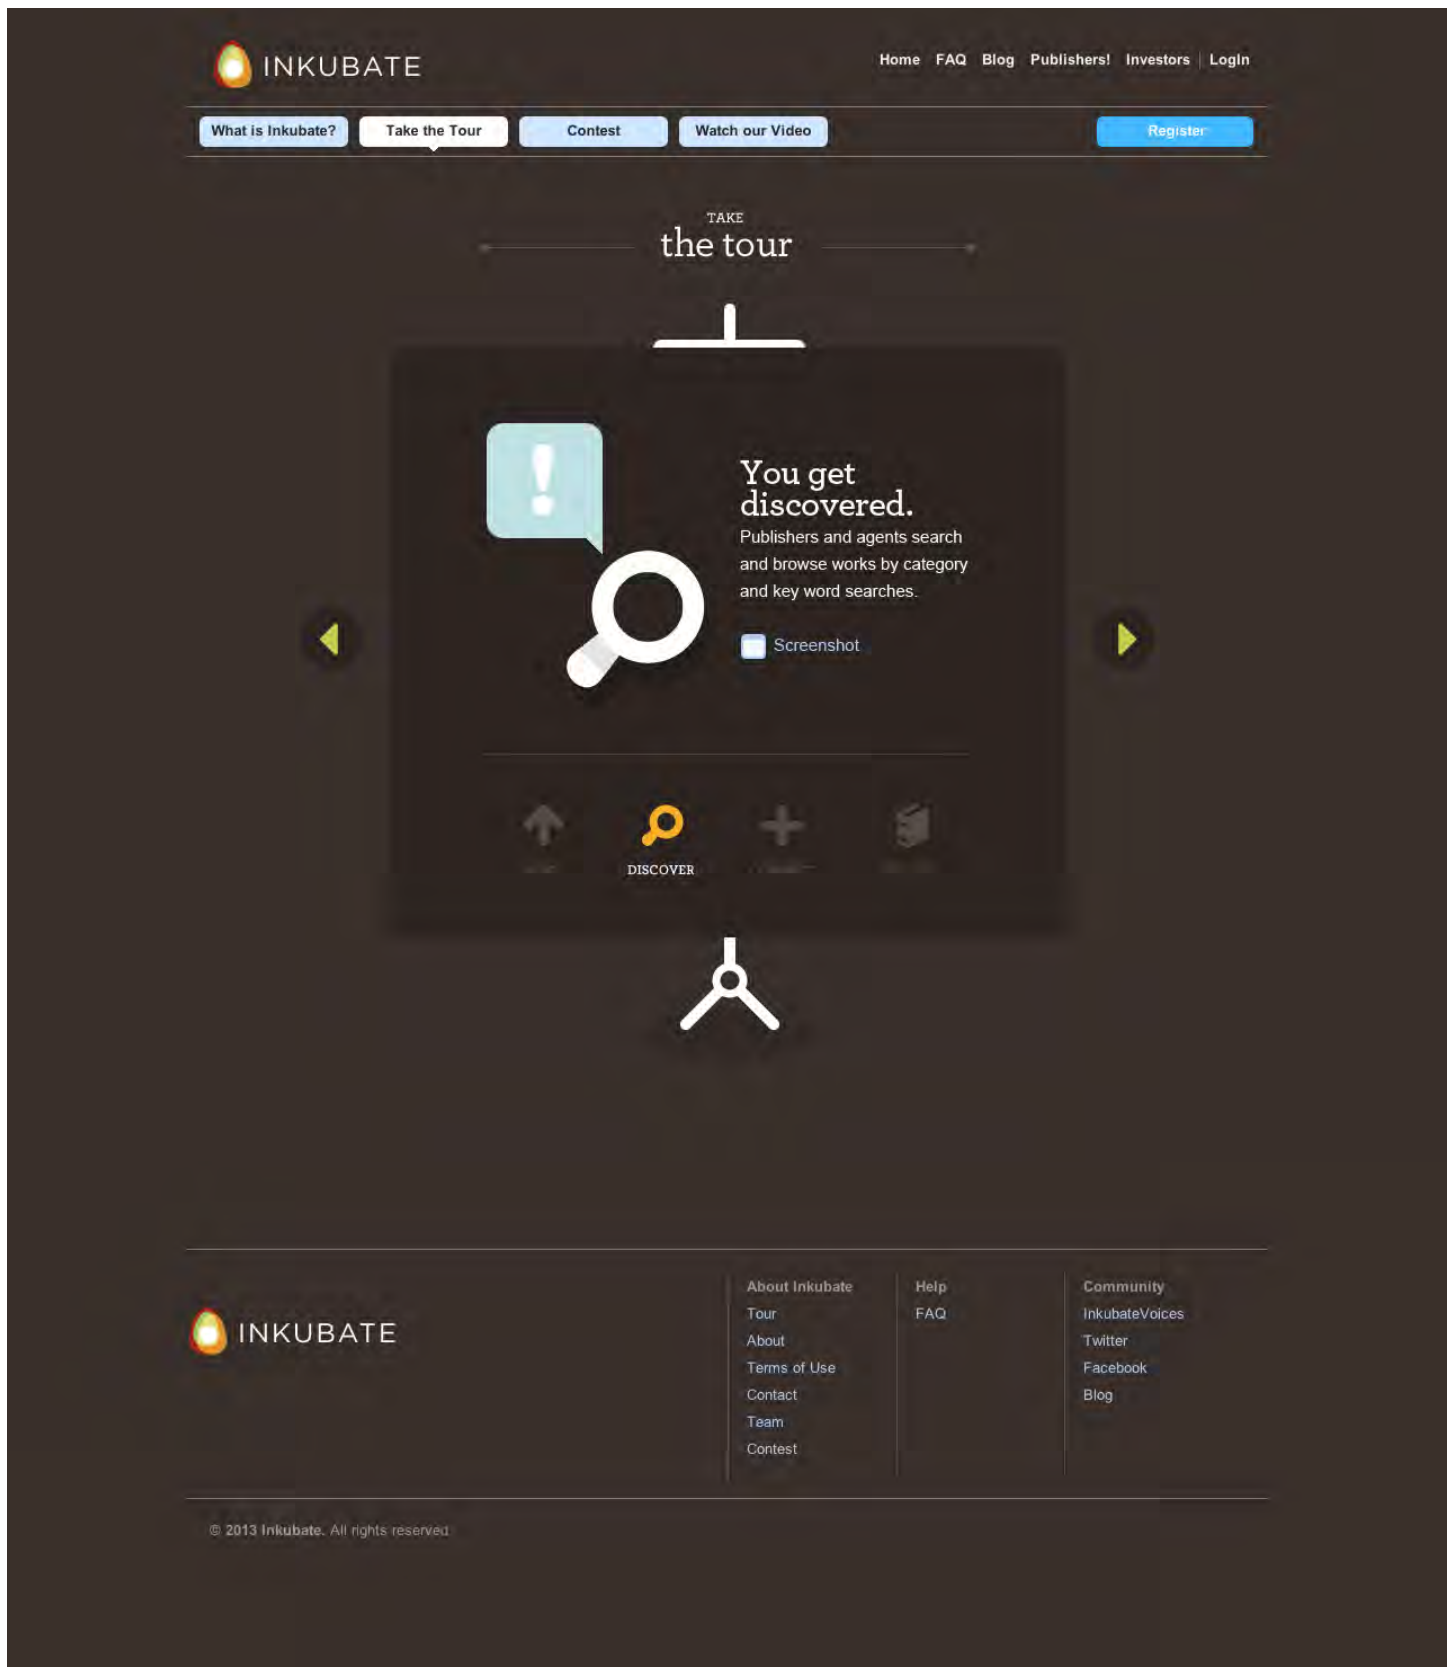 INKUBATE
Home FAQ Blog Publishers! Investors LogIn
What is Inkubate? Take the Tour Contest Watch our Video Register
TAKE
the tour
!
You get
discovered.
Publishers and agents search
and browse works by category
and key word searches.
Screenshot
DISCOVER
INKUBATE
About Inkubate
Tour
About
Terms of Use
Contact
Team
Contest
Help
FAQ
Community
InkubateVoices
Twitter
Facebook
Blog
© 2013 Inkubate. All rights reserved